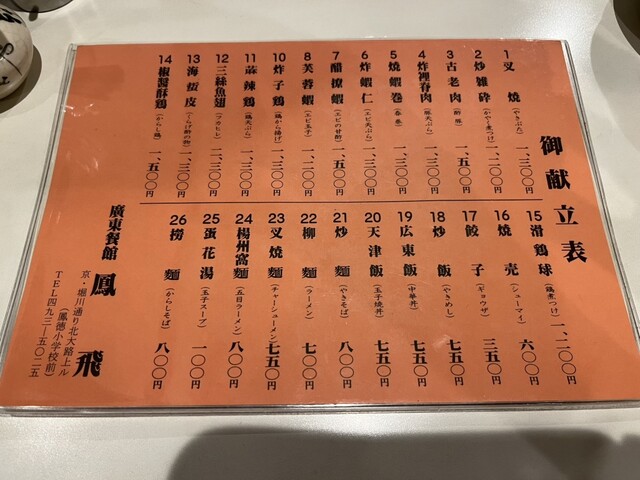 御献立表
1 叉焼 (やきぶた) 一、三〇〇円
2 炒雑砕 (かやく煮つけ) 一、二〇〇円
3 古老肉 (酢豚) 一、五〇〇円
4 炸裡脊肉 (豚天ぷら) 一、三〇〇円
5 焼蝦巻 (春巻) 一、三〇〇円
6 炸蝦仁 (エビ天ぷら) 一、三〇〇円
7 醋撩蝦 (エビの甘酢) 一、五〇〇円
8 芙蓉蝦 (エビ玉子) 一、二〇〇円
10 炸子鶏 (鶏から揚げ) 一、三〇〇円
11 蔴辣鶏 (鶏天ぷら) 一、三〇〇円
12 三絲魚翅 (フカヒレ) 一、三〇〇円
13 海蜇皮 (くらげ酢の物) 一、三〇〇円
14 椒醤酥鶏 (からし鶏) 一、五〇〇円
15 滑鶏球 (鶏煮つけ) 一、二〇〇円
16 焼売 (シューマイ) 六〇〇円
17 餃子 (ギョウザ) 三五〇円
18 炒飯 (やきめし) 七五〇円
19 広東飯 (中華丼) 七五〇円
20 天津飯 (玉子焼丼) 七五〇円
21 炒麺 (やきそば) 八〇〇円
22 柳麺 (ラーメン) 七〇〇円
23 叉焼麺 (チャーシューメン) 七五〇円
24 楊州窩麺 (五目ラーメン) 八〇〇円
25 蛋花湯 (玉子スープ) 一〇〇円
26 撈麺 (からしそば) 八〇〇円
廣東餐館 鳳飛
京・堀川通り北大路上ル
(鳳徳小学校前)
TEL四九三―五〇二五